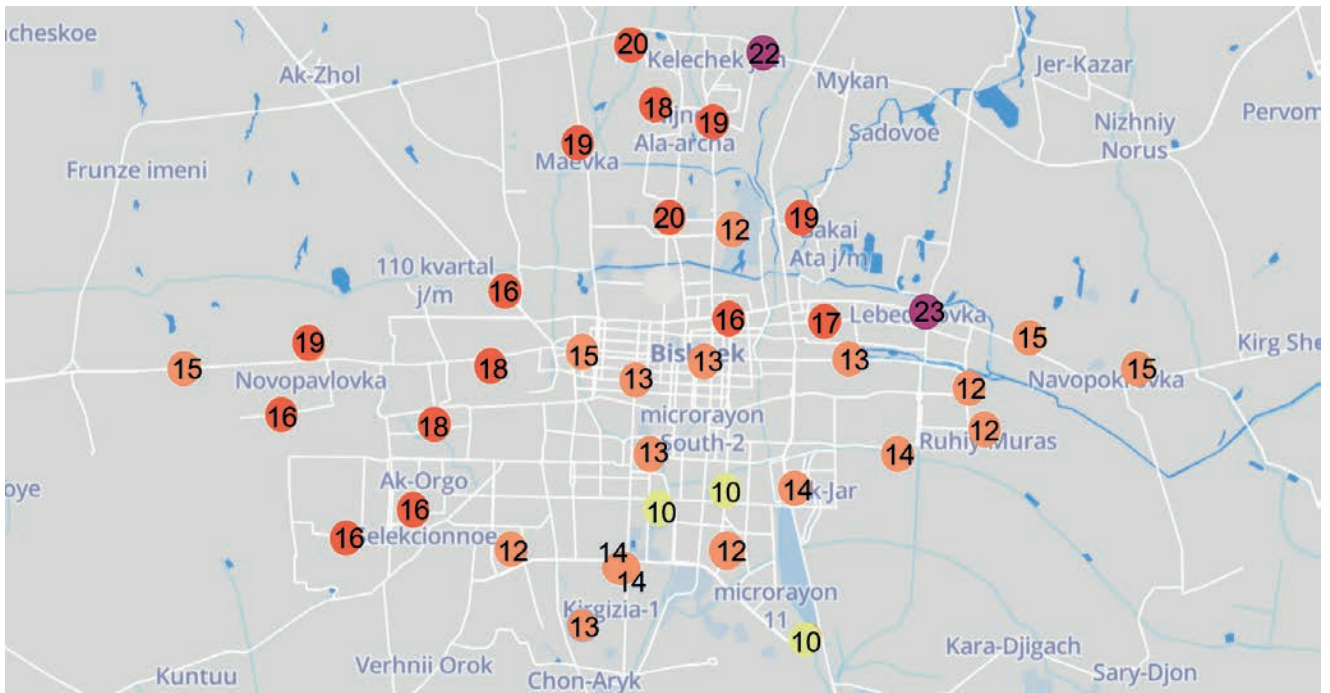 acheskoe
20
22
Kelechek j
Ak-Zhol
Jer-Kazar
Mykan
18
19
Pervom
19
Ala-archa
Sadovoe
Nizhniy
Norus
Maevka
Frunze imeni
20
12
19
Ata j/m
110 kvartal
j/m
16
16
17
23
Lebed
15
Kirg She
19
15
Bishkek
13
13
15
18
13
15
Novopavlovka
Navopok
12
16
18
microrayon
South-2
12
Ruhiy Muras
13
14
oye
Ak-Orgo
10
14
k-Jar
16
10
16
Selekcionnoe
12
14
12
14
microrayon
11
Kirgizia-1
13
10
Kara-Djigach
Kuntuu
Verhnii Orok
Chon-Aryk
Sary-Djon